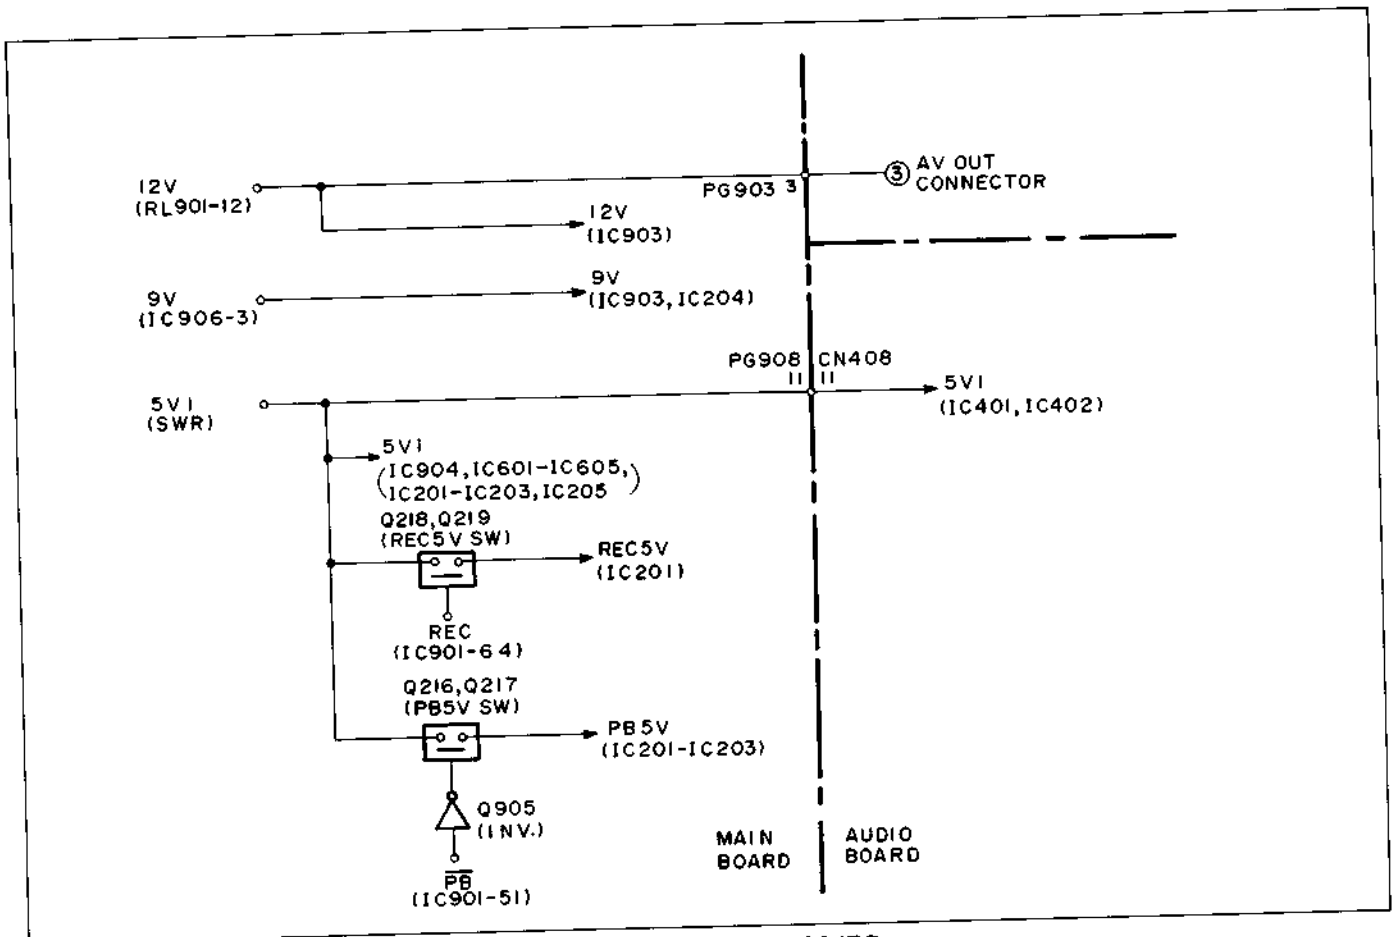 12V
(RL901-12)
PG903 3
3 AV OUT
CONNECTOR
12V
(IC903)
9V
(IC906-3)
9V
(IC903, IC204)
PG908 CN408
11 11
5V1
(SWR)
5V1
(IC401, IC402)
5V1
(IC904, IC601-IC605,
IC201-IC203, IC205)
Q218, Q219
(REC5V SW)
REC5V
(IC201)
REC
(IC901-64)
Q216, Q217
(PB5V SW)
PB5V
(IC201-IC203)
Q905
(INV.)
P̅B̅
(IC901-51)
MAIN
BOARD
AUDIO
BOARD